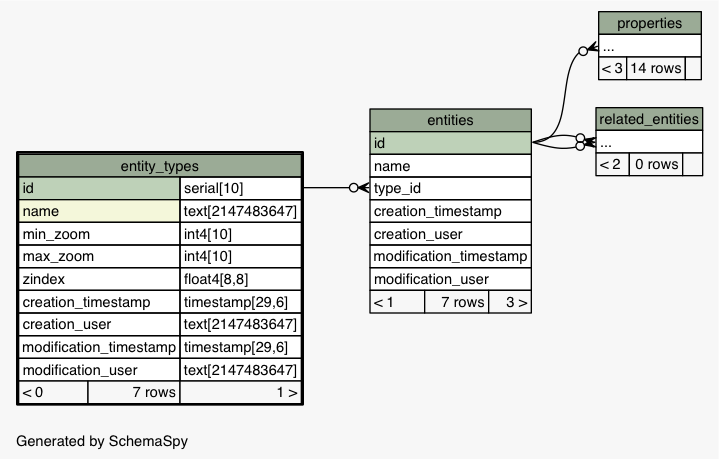 properties
...
< 3 14 rows
entities
id
name
type_id
creation_timestamp
creation_user
modification_timestamp
modification_user
< 1 7 rows 3 >
related_entities
...
< 2 0 rows
entity_types
id serial[10]
name text[2147483647]
min_zoom int4[10]
max_zoom int4[10]
zindex float4[8,8]
creation_timestamp timestamp[29,6]
creation_user text[2147483647]
modification_timestamp timestamp[29,6]
modification_user text[2147483647]
< 0 7 rows 1 >
Generated by SchemaSpy